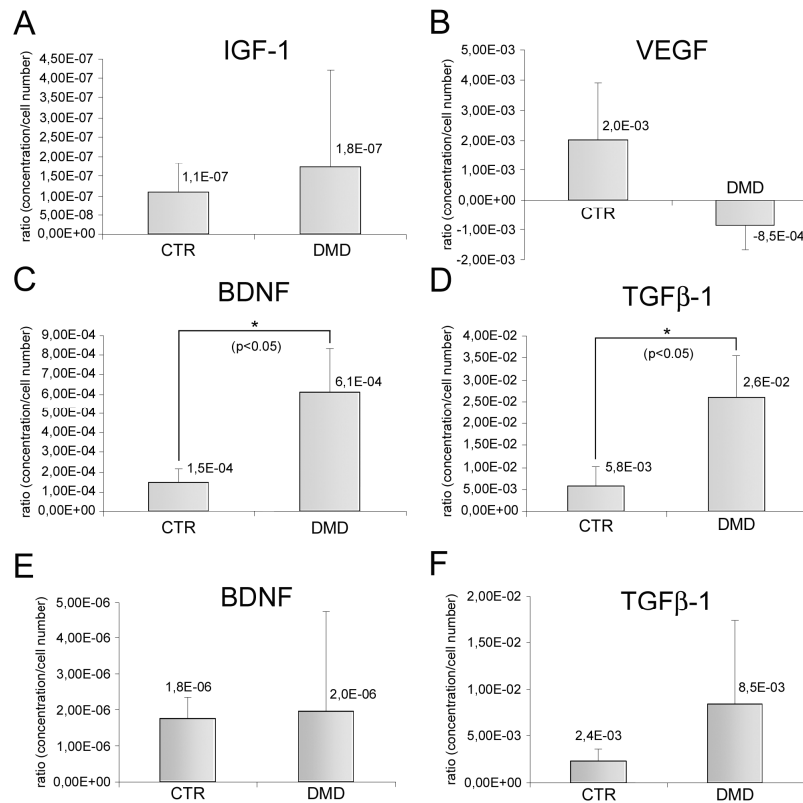 A
IGF-1
ratio (concentration/cell number)
4,50E-07
4,00E-07
3,50E-07
3,00E-07
2,50E-07
2,00E-07
1,50E-07
1,00E-07
5,00E-08
0,00E+00
1,1E-07
1,8E-07
CTR
DMD
B
VEGF
ratio (concentration/cell number)
5,00E-03
4,00E-03
3,00E-03
2,00E-03
1,00E-03
0,00E+00
-1,00E-03
-2,00E-03
2,0E-03
DMD
CTR
-8,5E-04
C
BDNF
ratio (concentration/cell number)
9,00E-04
8,00E-04
7,00E-04
6,00E-04
5,00E-04
4,00E-04
3,00E-04
2,00E-04
1,00E-04
0,00E+00
*
(p<0.05)
1,5E-04
6,1E-04
CTR
DMD
D
TGFβ-1
ratio (concentration/cell number)
4,00E-02
3,50E-02
3,00E-02
2,50E-02
2,00E-02
1,50E-02
1,00E-02
5,00E-03
0,00E+00
*
(p<0.05)
5,8E-03
2,6E-02
CTR
DMD
E
BDNF
ratio (concentration/cell number)
5,00E-06
4,00E-06
3,00E-06
2,00E-06
1,00E-06
0,00E+00
1,8E-06
2,0E-06
CTR
DMD
F
TGFβ-1
ratio (concentration/cell number)
2,00E-02
1,50E-02
1,00E-02
5,00E-03
0,00E+00
2,4E-03
8,5E-03
CTR
DMD